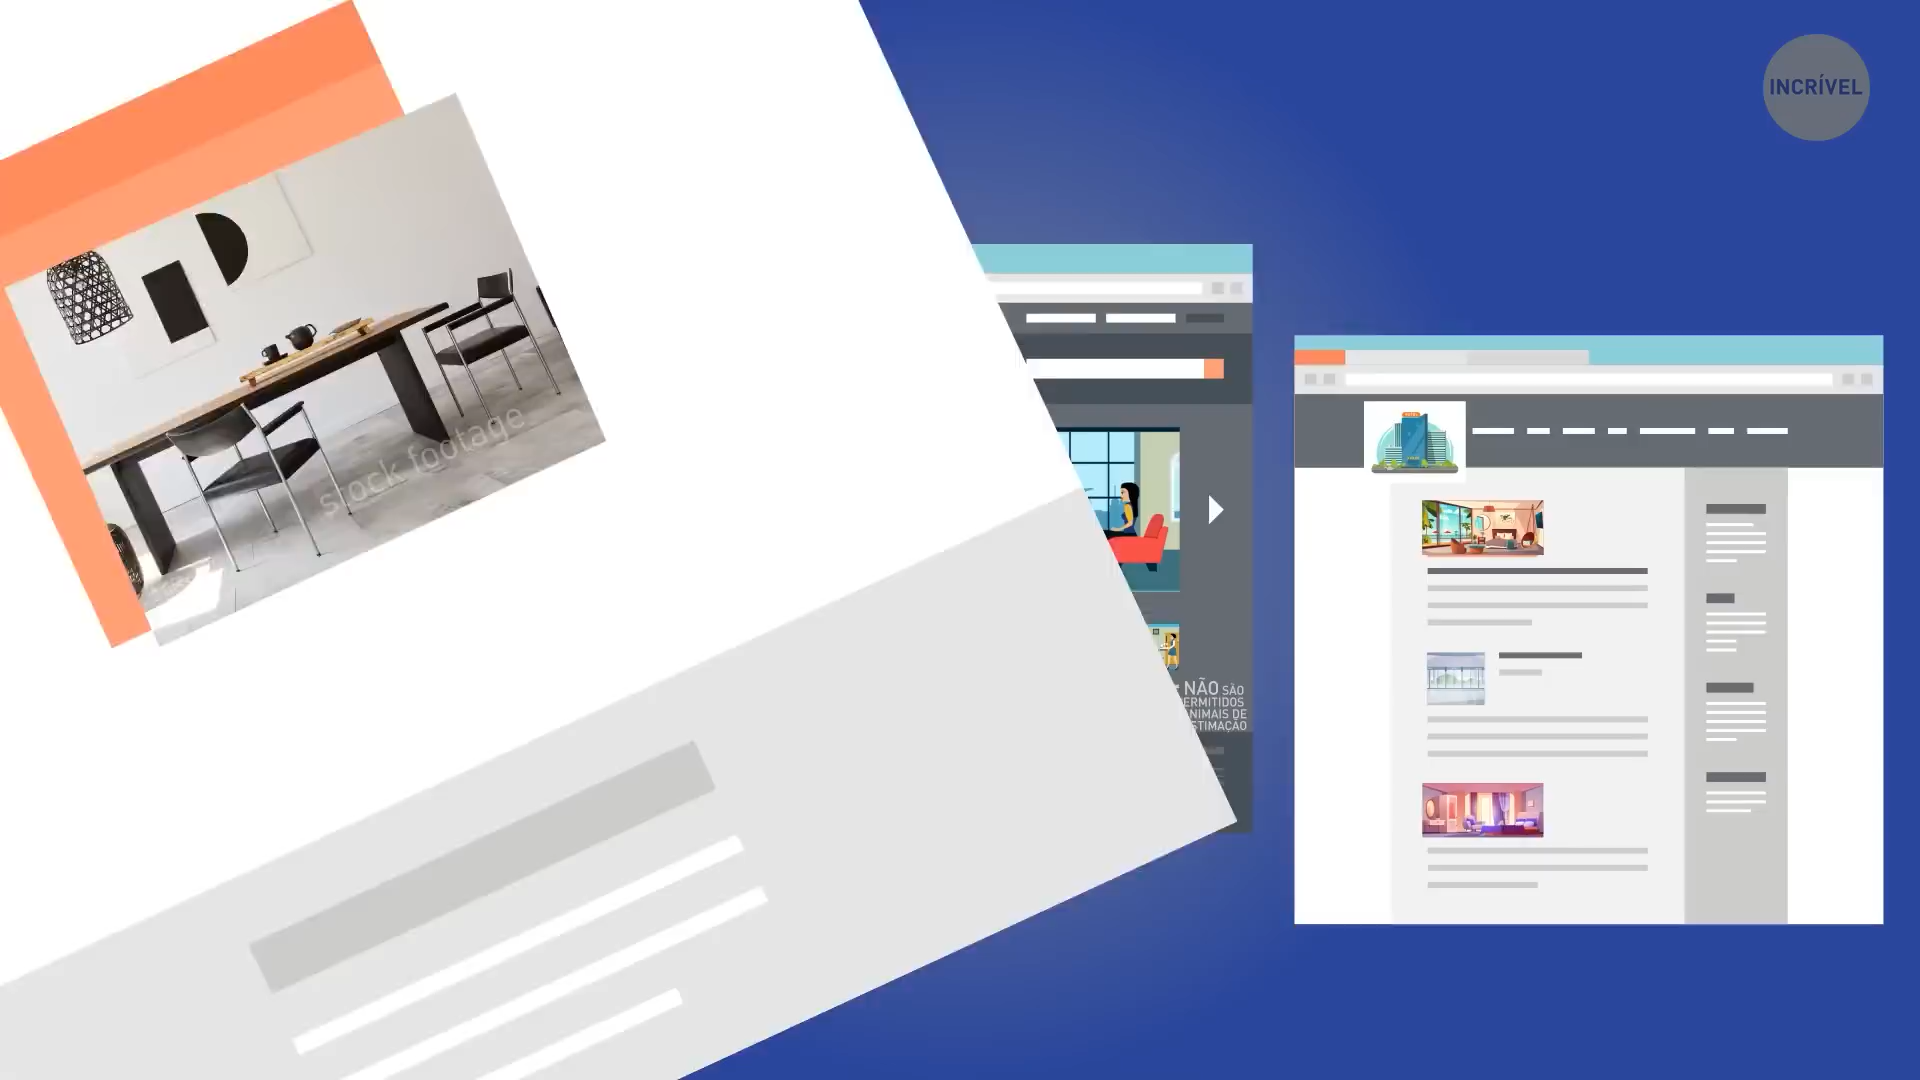 INCRÍVEL
stock footage
NÃO SÃO
ERMITIDOS
NIMAIS DE
STIMAÇÃO